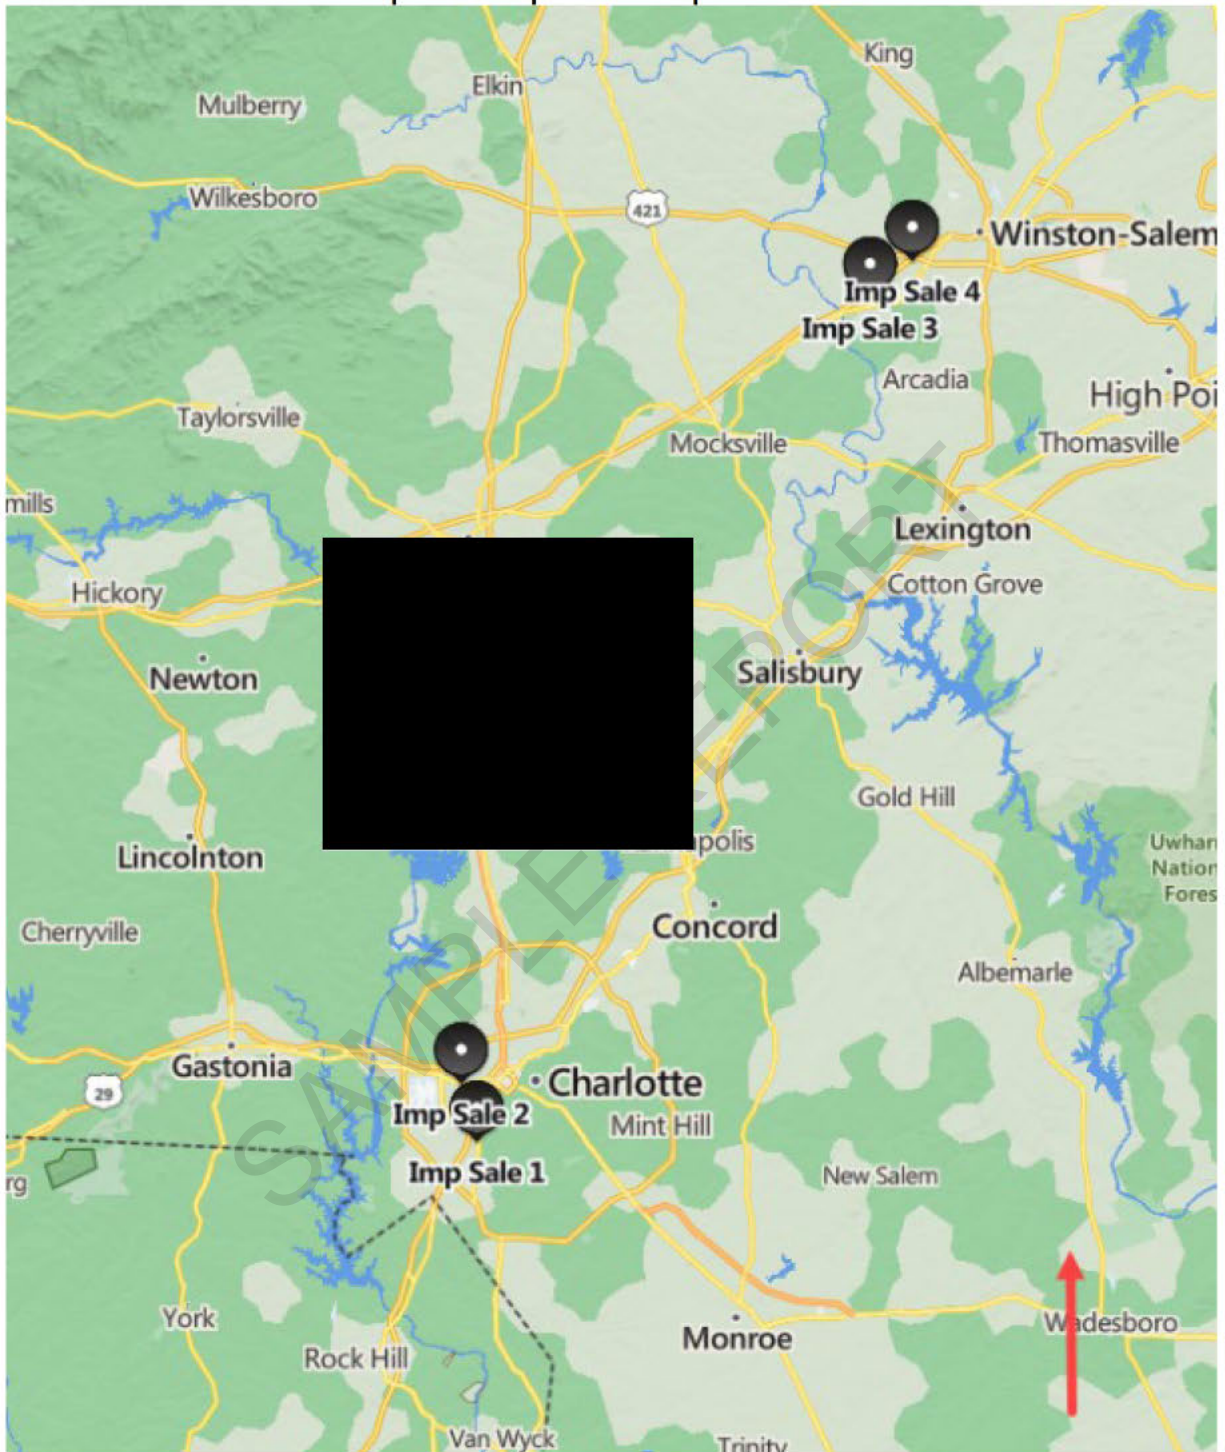 King
Elkin
Mulberry
Wilkesboro
421
Winston-Salem
Imp Sale 4
Imp Sale 3
Arcadia
High Poi
Taylorsville
Mocksville
Thomasville
mills
Lexington
Hickory
Cotton Grove
Newton
Salisbury
Gold Hill
apolis
Lincolnton
Uwhar
Nation
Fores
Concord
Cherryville
Albemarle
Gastonia
Charlotte
29
Imp Sale 2
Mint Hill
Imp Sale 1
New Salem
rg
York
Monroe
Wadesboro
Rock Hill
Van Wyck
Trinity
SAMPLE REPORT